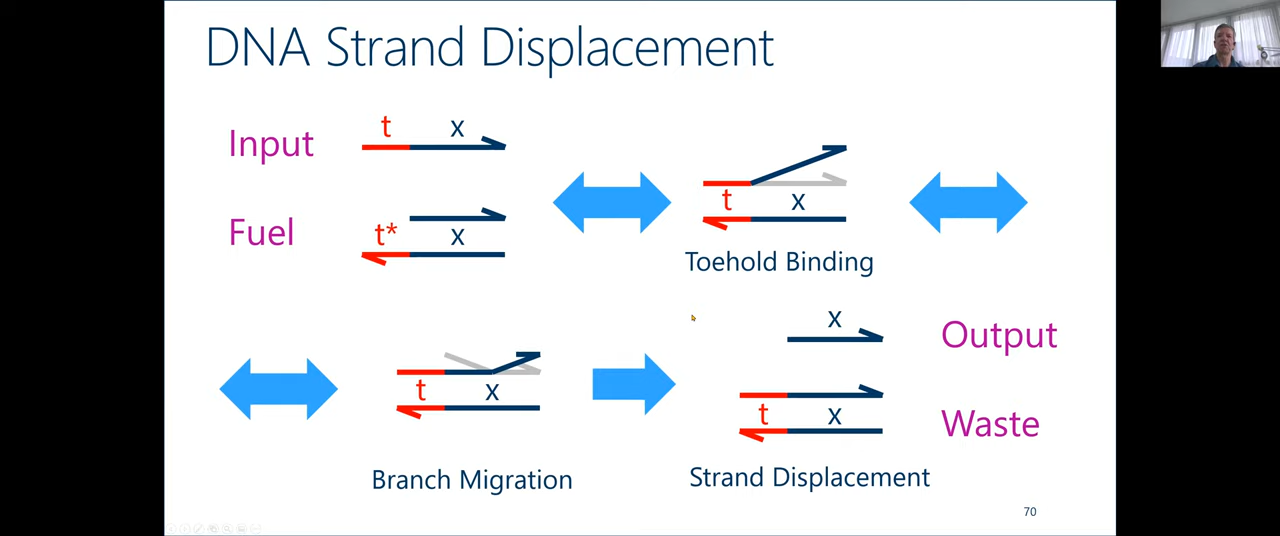 DNA Strand Displacement
Input
t x
Fuel
t* x
t x
Toehold Binding
t x
Branch Migration
x
Output
t x
Waste
Strand Displacement
70